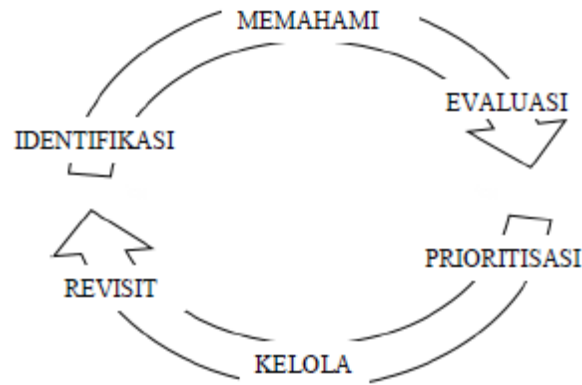 MEMAHAMI
EVALUASI
IDENTIFIKASI
PRIORITISASI
REVISIT
KELOLA